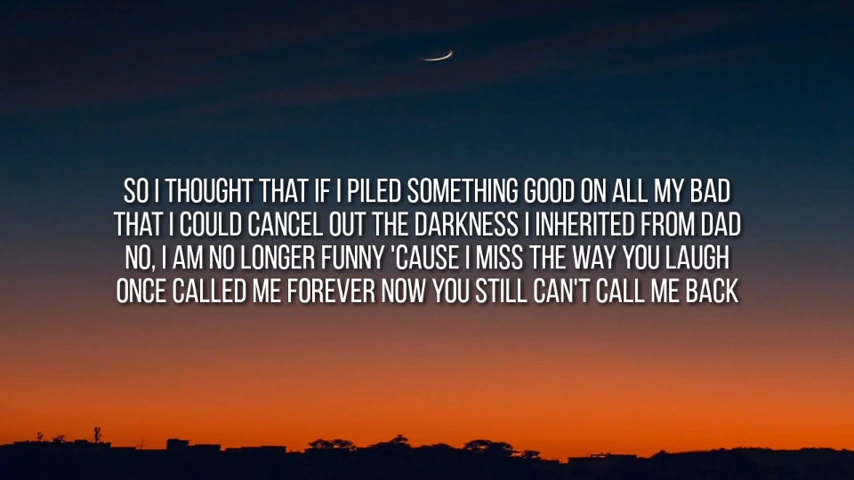 SO I THOUGHT THAT IF I PILED SOMETHING GOOD ON ALL MY BAD
THAT I COULD CANCEL OUT THE DARKNESS I INHERITED FROM DAD
NO, I AM NO LONGER FUNNY 'CAUSE I MISS THE WAY YOU LAUGH
ONCE CALLED ME FOREVER NOW YOU STILL CAN'T CALL ME BACK